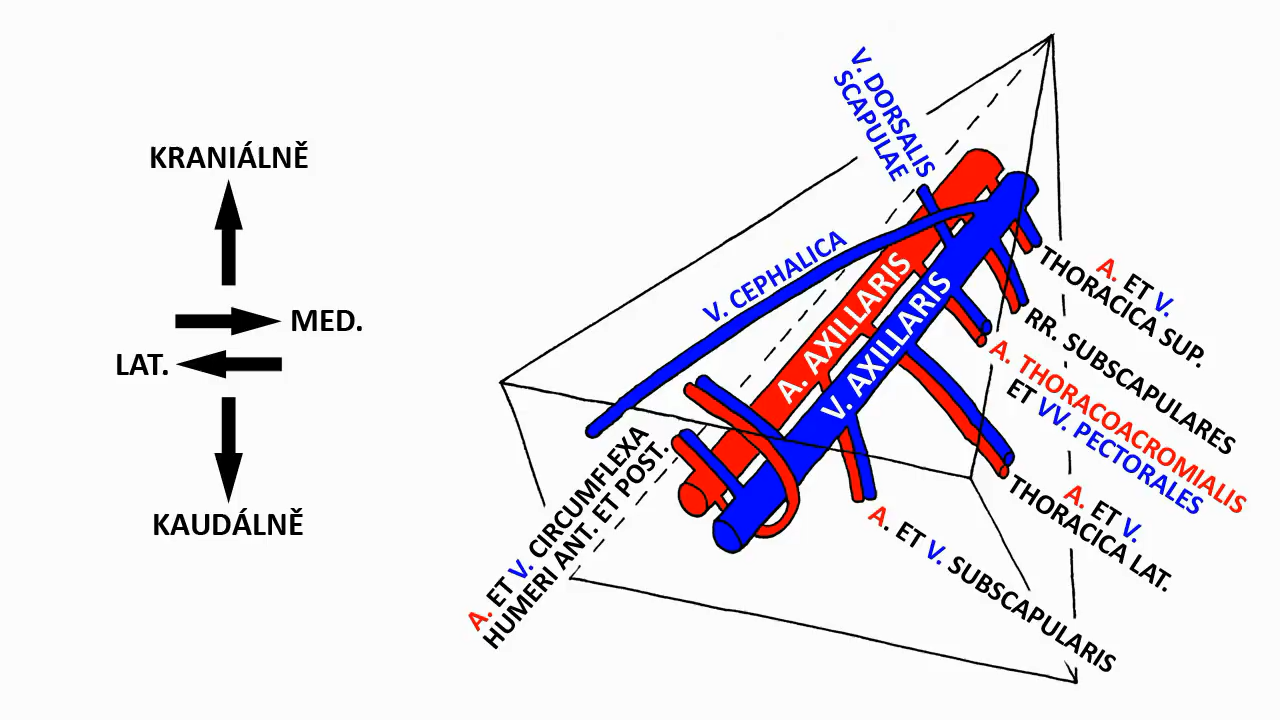 KRANIÁLNĚ
MED.
LAT.
KAUDÁLNĚ
V. DORSALIS
SCAPULAE
V. CEPHALICA
A. AXILLARIS
V. AXILLARIS
A. ET V.
THORACICA SUP.
RR. SUBSCAPULARES
A. THORACOACROMIALIS
ET VV. PECTORALES
A. ET V.
THORACICA LAT.
A. ET V. SUBSCAPULARIS
A. ET V. CIRCUMFLEXA
HUMERI ANT. ET POST.